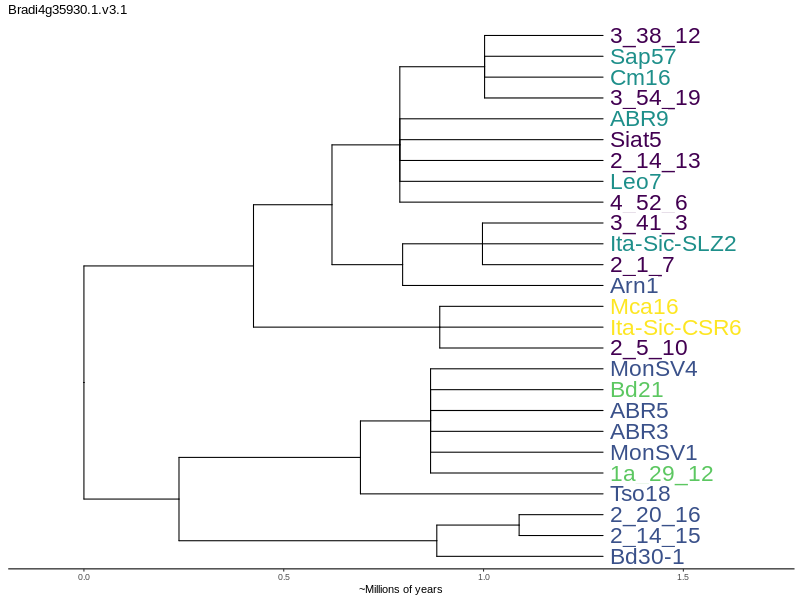 Bradi4g35930.1.v3.1
3_38_12
Sap57
Cm16
3_54_19
ABR9
Siat5
2_14_13
Leo7
4_52_6
3_41_3
Ita-Sic-SLZ2
2_1_7
Arn1
Mca16
Ita-Sic-CSR6
2_5_10
MonSV4
Bd21
ABR5
ABR3
MonSV1
1a_29_12
Tso18
2_20_16
2_14_15
Bd30-1
0.0 0.5 1.0 1.5
~Millions of years